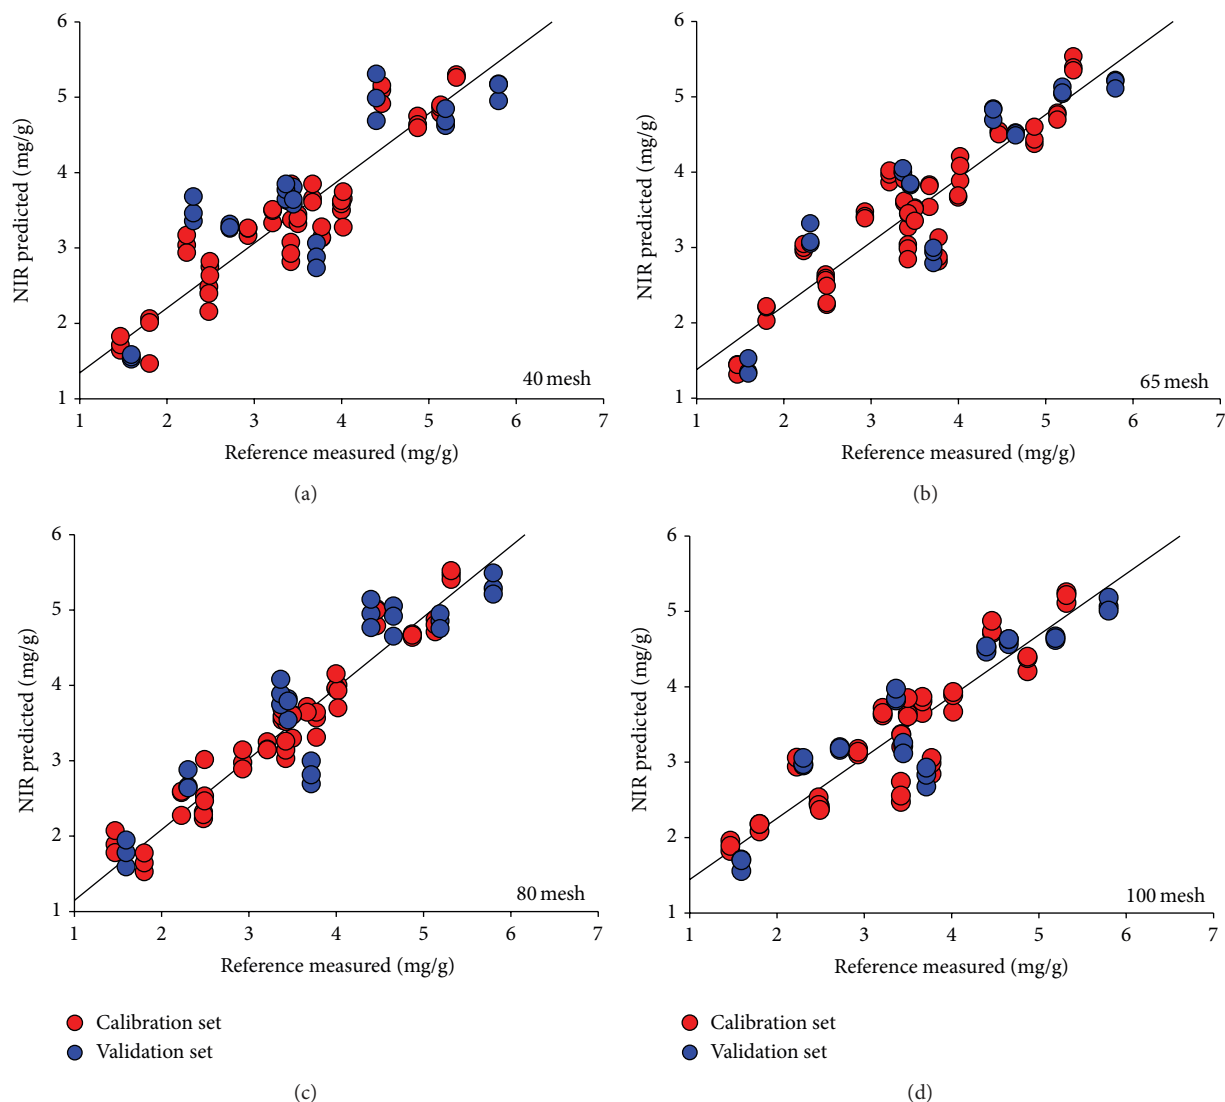 6
5
4
3
2
1
NIR predicted (mg/g)
40 mesh
1 2 3 4 5 6 7
Reference measured (mg/g)
(a)
6
5
4
3
2
1
NIR predicted (mg/g)
65 mesh
1 2 3 4 5 6 7
Reference measured (mg/g)
(b)
6
5
4
3
2
1
NIR predicted (mg/g)
80 mesh
1 2 3 4 5 6 7
Reference measured (mg/g)
Calibration set
Validation set
(c)
6
5
4
3
2
1
NIR predicted (mg/g)
100 mesh
1 2 3 4 5 6 7
Reference measured (mg/g)
Calibration set
Validation set
(d)